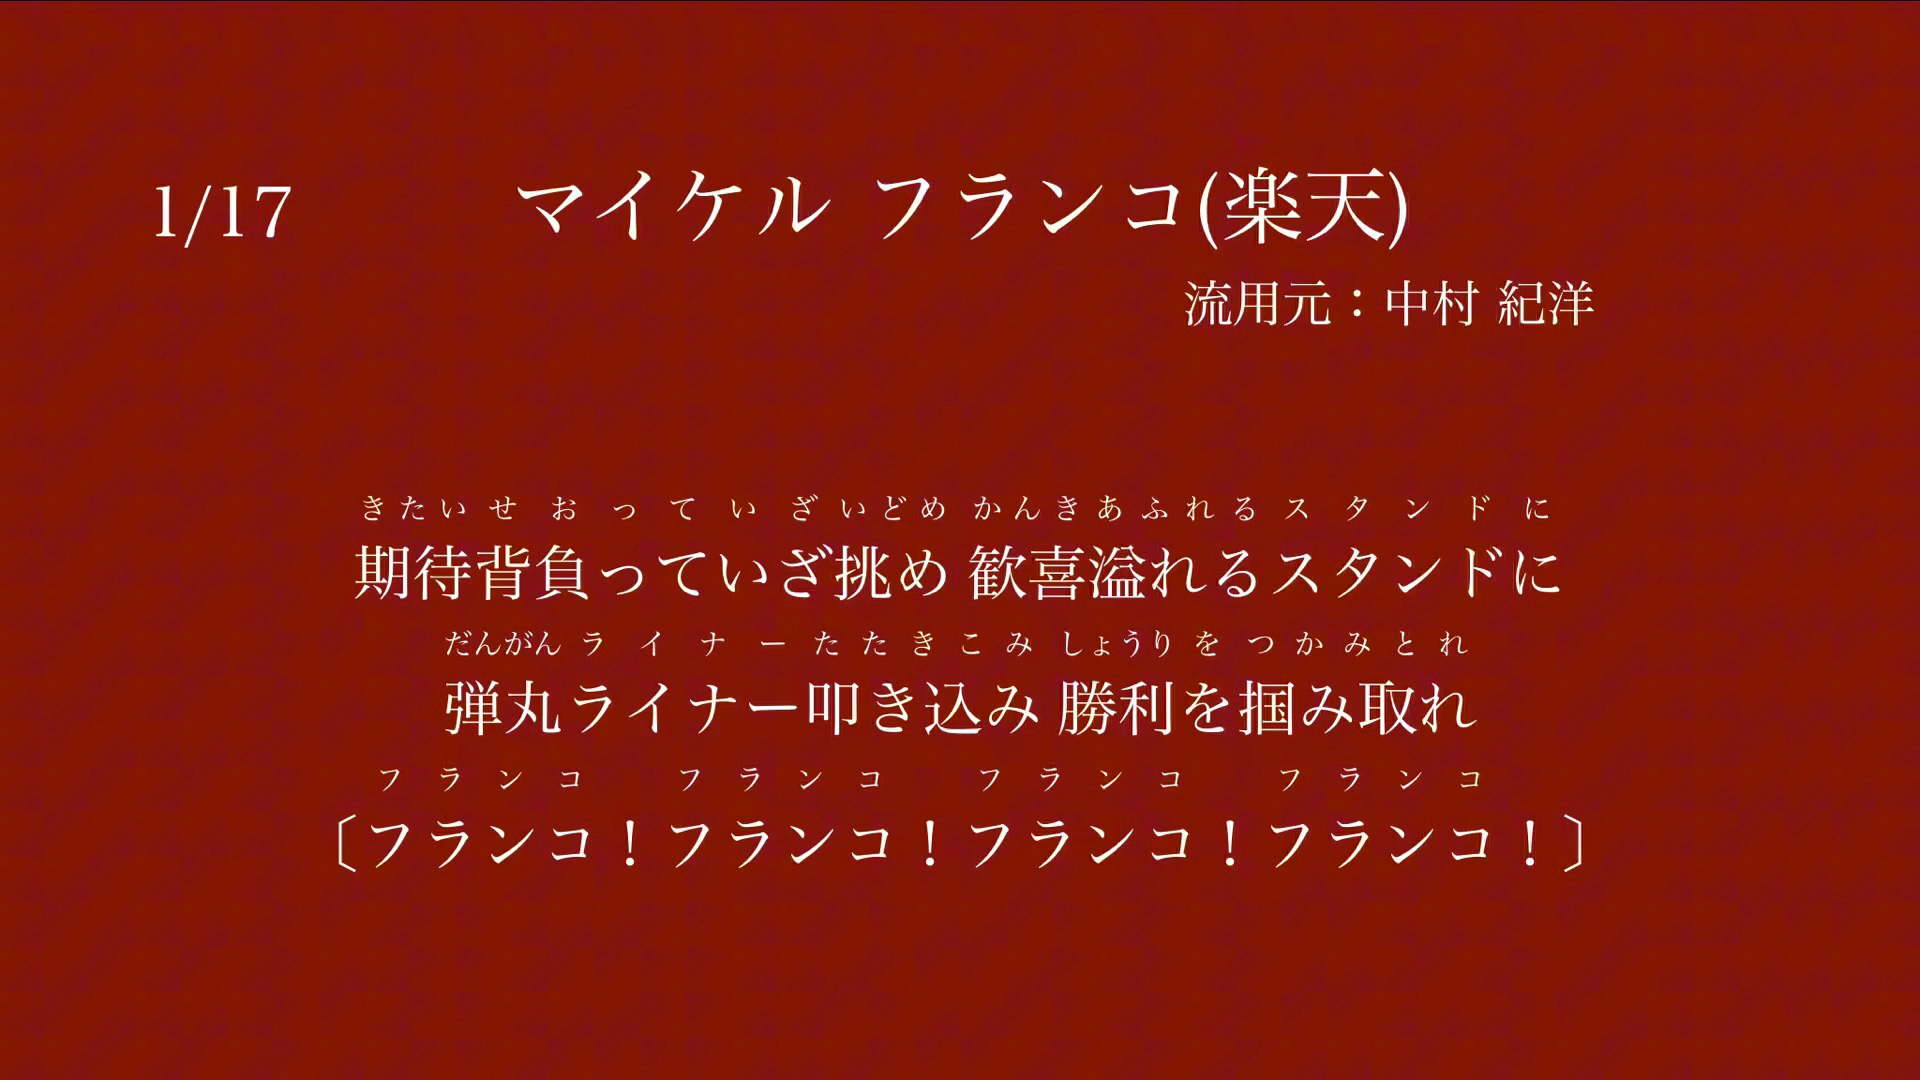 1/17
マイケル フランコ(楽天)
流用元：中村 紀洋
きたいせおっていざいどめ かんきあふれるスタンドに
期待背負っていざ挑め 歓喜溢れるスタンドに
だんがんライナーたたきこみ しょうりをつかみとれ
弾丸ライナー叩き込み 勝利を掴み取れ
フランコ フランコ フランコ フランコ
〔フランコ！フランコ！フランコ！フランコ！〕